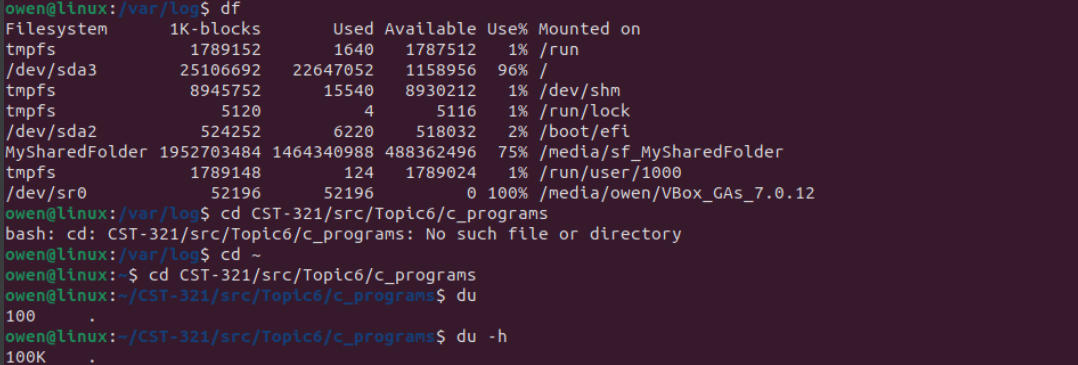 owen@linux:/var/log$ df
Filesystem      1K-blocks       Used Available Use% Mounted on
tmpfs             1789152       1640   1787512   1% /run
/dev/sda3        25106692   22647052   1158956  96% /
tmpfs             8945752      15540   8930212   1% /dev/shm
tmpfs                5120          4      5116   1% /run/lock
/dev/sda2          524252       6220    518032   2% /boot/efi
MySharedFolder 1952703484 1464340988 488362496  75% /media/sf_MySharedFolder
tmpfs             1789148        124   1789024   1% /run/user/1000
/dev/sr0            52196      52196         0 100% /media/owen/VBox_GAs_7.0.12
owen@linux:/var/log$ cd CST-321/src/Topic6/c_programs
bash: cd: CST-321/src/Topic6/c_programs: No such file or directory
owen@linux:/var/log$ cd ~
owen@linux:~$ cd CST-321/src/Topic6/c_programs
owen@linux:~/CST-321/src/Topic6/c_programs$ du
100     .
owen@linux:~/CST-321/src/Topic6/c_programs$ du -h
100K    .